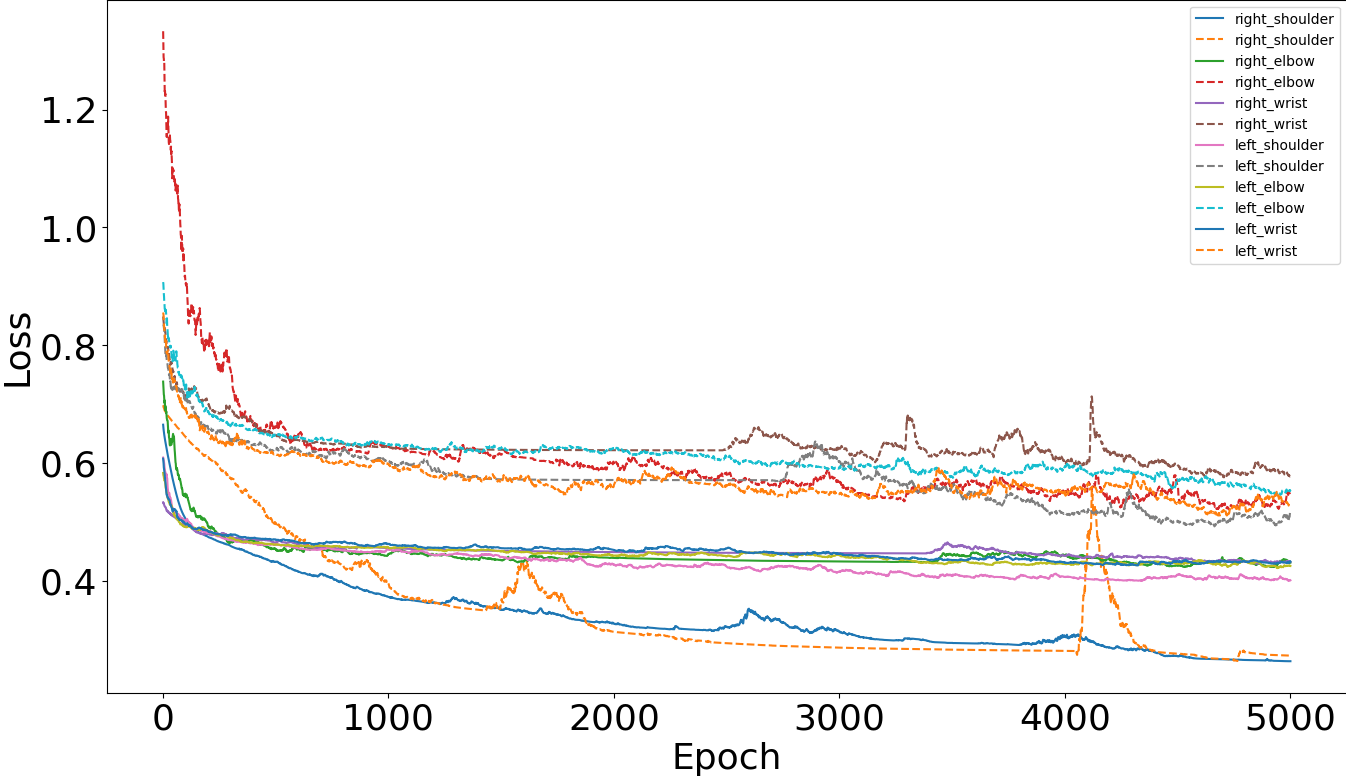 Loss
1.2
1.0
0.8
0.6
0.4
0
1000
2000
3000
4000
5000
Epoch
right_shoulder
right_shoulder
right_elbow
right_elbow
right_wrist
right_wrist
left_shoulder
left_shoulder
left_elbow
left_elbow
left_wrist
left_wrist